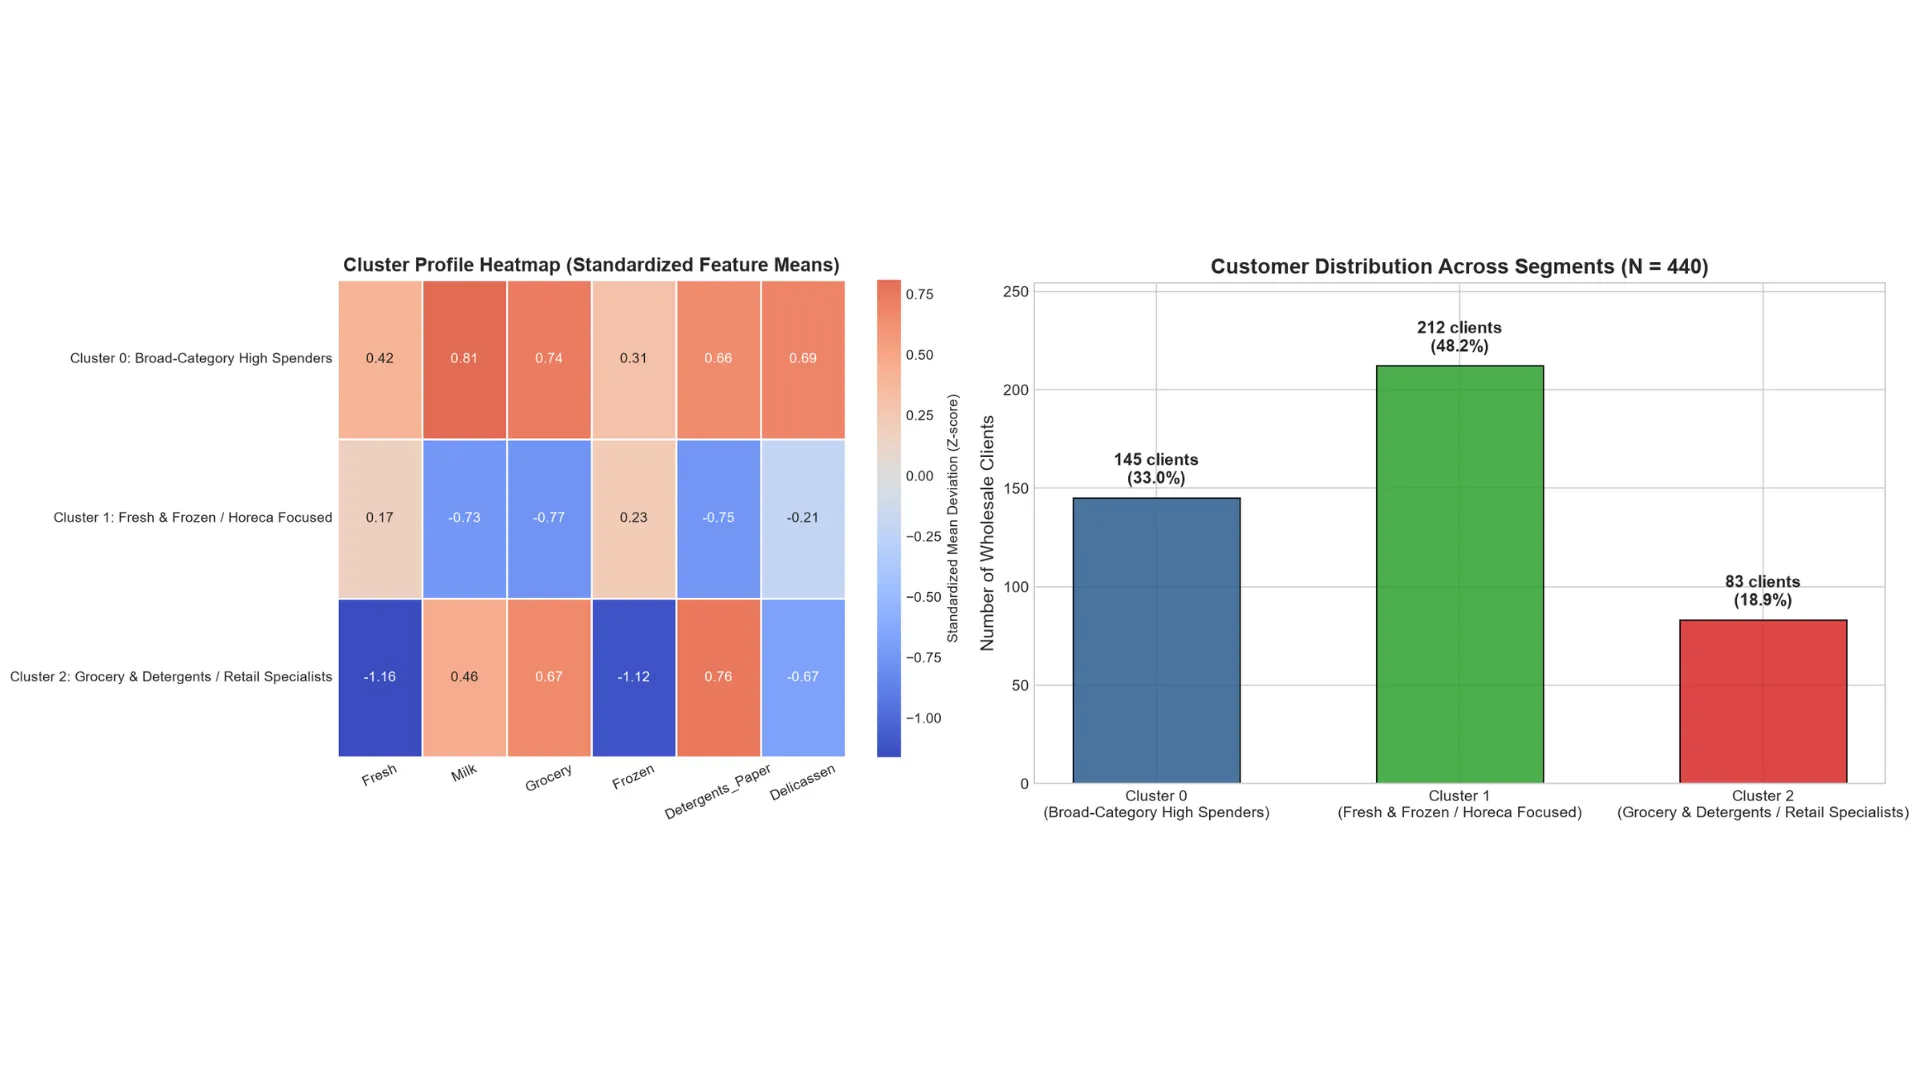 Cluster Profile Heatmap (Standardized Feature Means)
Cluster 0: Broad-Category High Spenders
0.42 0.81 0.74 0.31 0.66 0.69
Cluster 1: Fresh & Frozen / Horeca Focused
0.17 -0.73 -0.77 0.23 -0.75 -0.21
Cluster 2: Grocery & Detergents / Retail Specialists
-1.16 0.46 0.67 -1.12 0.76 -0.67
Fresh Milk Grocery Frozen Detergents_Paper Delicassen
0.75
0.50
0.25
0.00
−0.25
−0.50
−0.75
−1.00
Standardized Mean Deviation (Z-score)
Customer Distribution Across Segments (N = 440)
Number of Wholesale Clients
250
200
150
100
50
0
145 clients
(33.0%)
212 clients
(48.2%)
83 clients
(18.9%)
Cluster 0
(Broad-Category High Spenders)
Cluster 1
(Fresh & Frozen / Horeca Focused)
Cluster 2
(Grocery & Detergents / Retail Specialists)